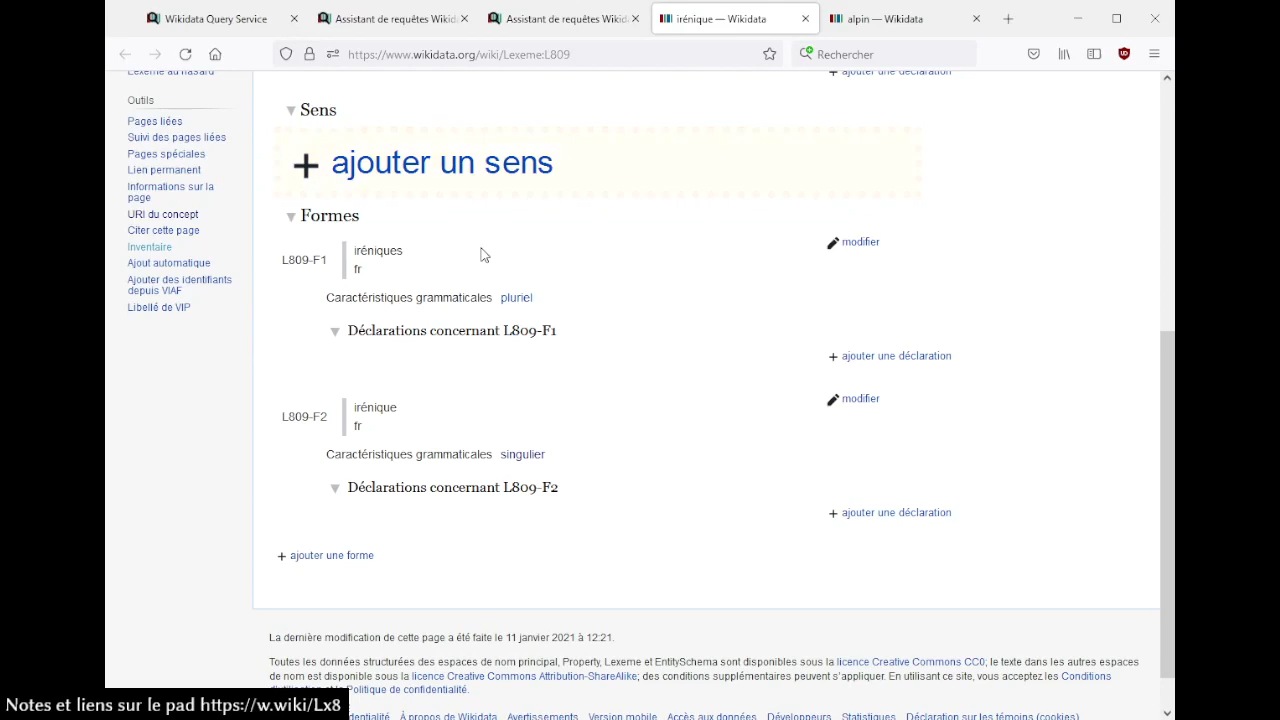 Wikidata Query Service
Assistant de requêtes Wikid
Assistant de requêtes Wikid
irénique — Wikidata
alpin — Wikidata
https://www.wikidata.org/wiki/Lexeme:L809
Rechercher
Lexème au hasard
Outils
Pages liées
Suivi des pages liées
Pages spéciales
Lien permanent
Informations sur la
page
URI du concept
Citer cette page
Inventaire
Ajout automatique
Ajouter des identifiants
depuis VIAF
Libellé de VIP
+ ajouter une déclaration
Sens
+ ajouter un sens
Formes
L809-F1
iréniques
fr
modifier
Caractéristiques grammaticales pluriel
Déclarations concernant L809-F1
+ ajouter une déclaration
L809-F2
irénique
fr
modifier
Caractéristiques grammaticales singulier
Déclarations concernant L809-F2
+ ajouter une déclaration
+ ajouter une forme
La dernière modification de cette page a été faite le 11 janvier 2021 à 12:21.
Toutes les données structurées des espaces de nom principal, Property, Lexeme et EntitySchema sont disponibles sous la licence Creative Commons CC0; le texte dans les autres espaces
de nom est disponible sous la licence Creative Commons Attribution-ShareAlike; des conditions supplémentaires peuvent s'appliquer. En utilisant ce site, vous acceptez les Conditions
d'utilisation et la Politique de confidentialité.
Notes et liens sur le pad https://w.wiki/Lx8
identialité À propos de Wikidata Avertissements Version mobile Accès aux données Développeurs Statistiques Déclaration sur les témoins (cookies)